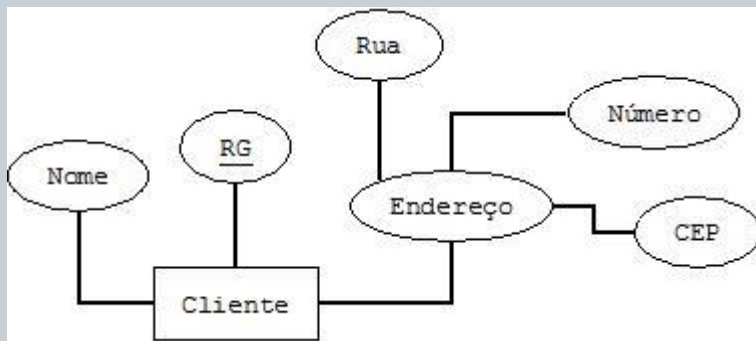 Rua
Número
RG
Nome
Endereço
CEP
Cliente